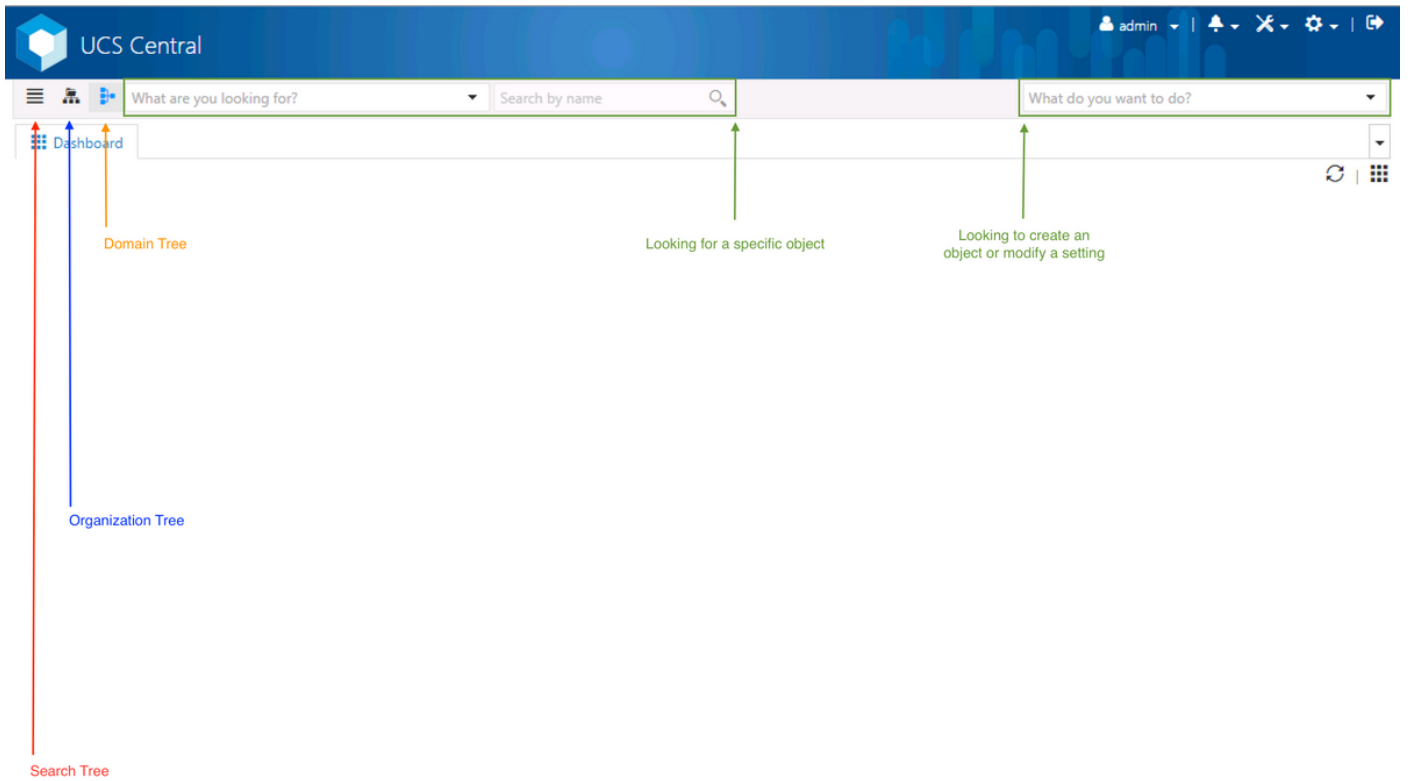 UCS Central
admin
What are you looking for?
Search by name
What do you want to do?
Dashboard
Domain Tree
Looking for a specific object
Looking to create an
object or modify a setting
Organization Tree
Search Tree